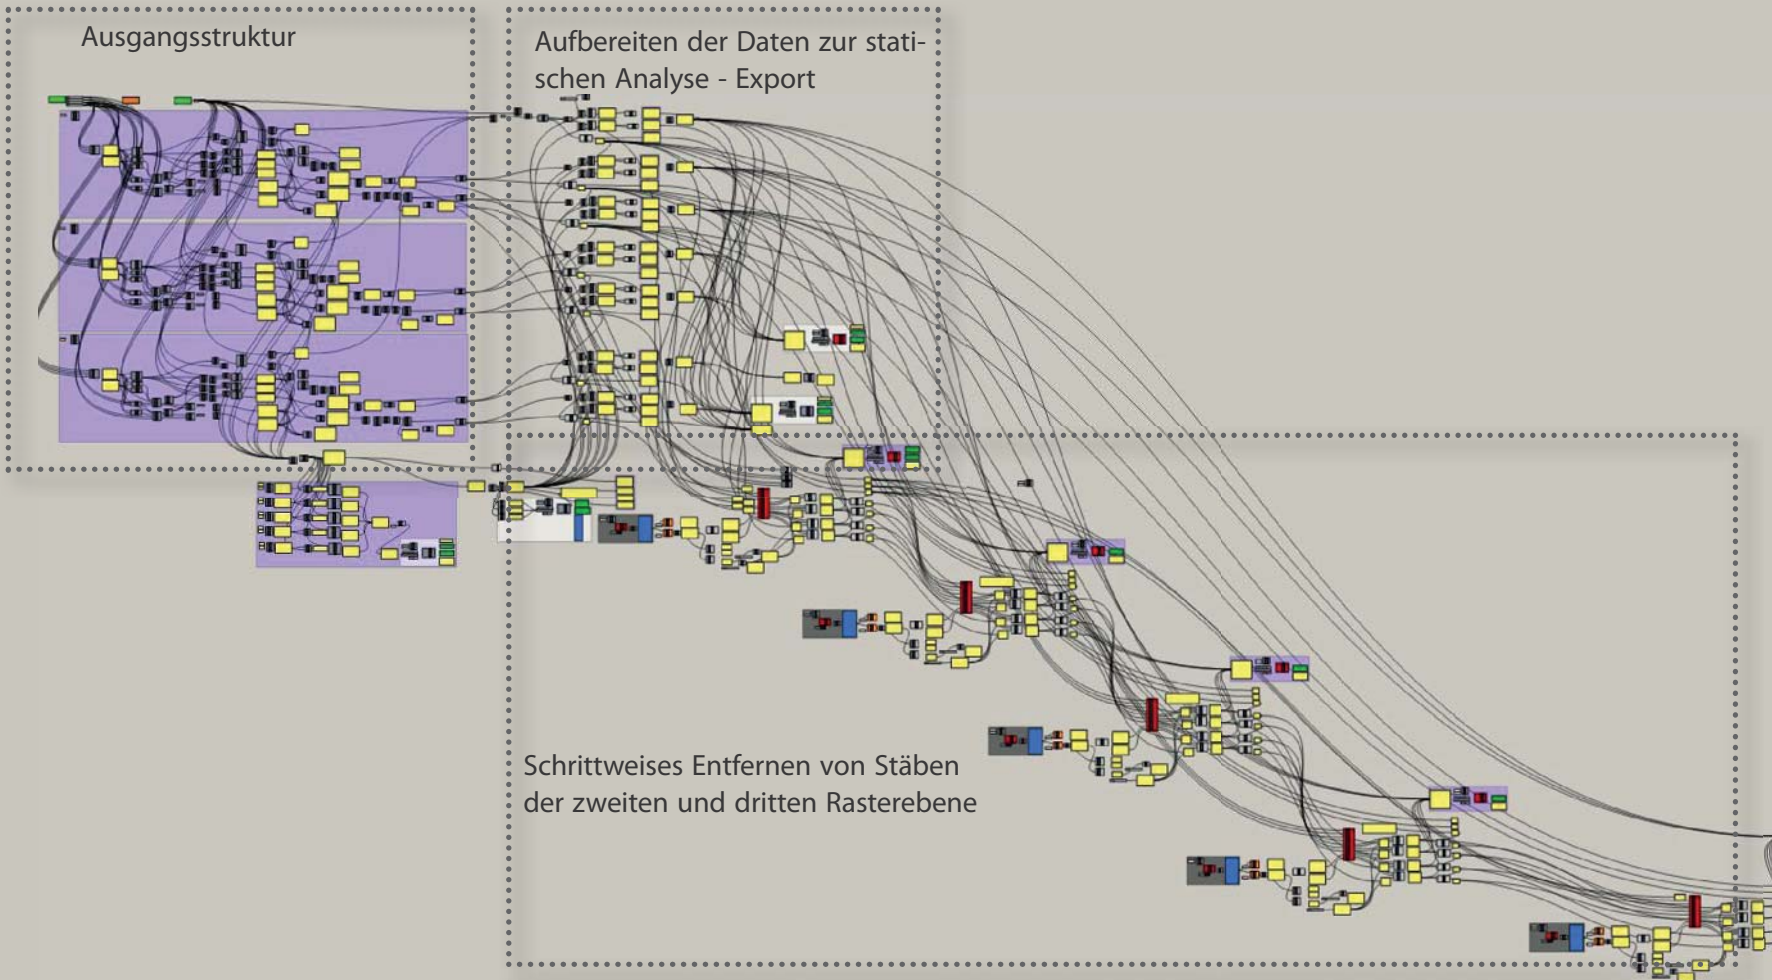 Ausgangsstruktur
Aufbereiten der Daten zur stati-
schen Analyse - Export
Schrittweises Entfernen von Stäben
der zweiten und dritten Rasterebene